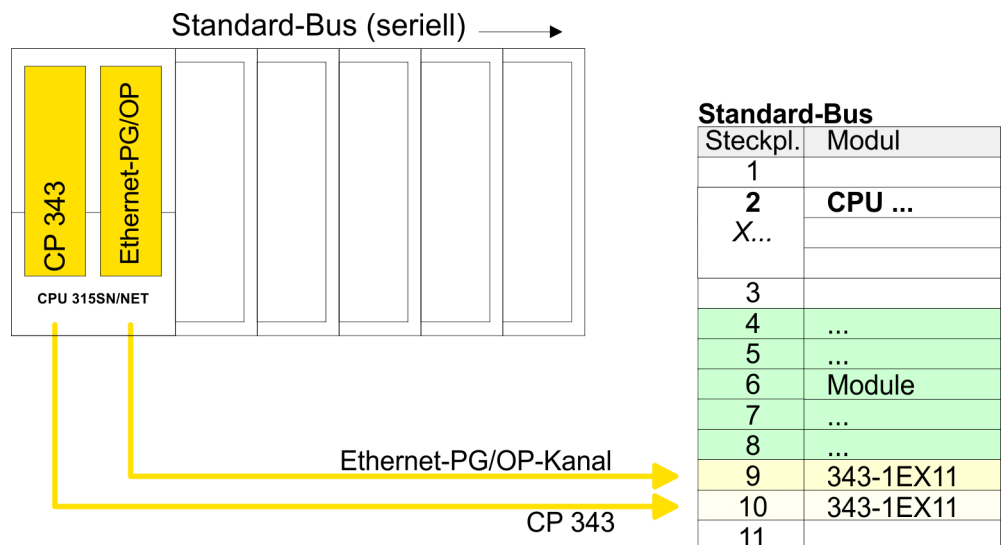 Standard-Bus (seriell)
CP 343
Ethernet-PG/OP
CPU 315SN/NET
Ethernet-PG/OP-Kanal
CP 343
Standard-Bus
Steckpl. Modul
1
2 CPU ...
X...
3
4 ...
5 ...
6 Module
7 ...
8 ...
9 343-1EX11
10 343-1EX11
11